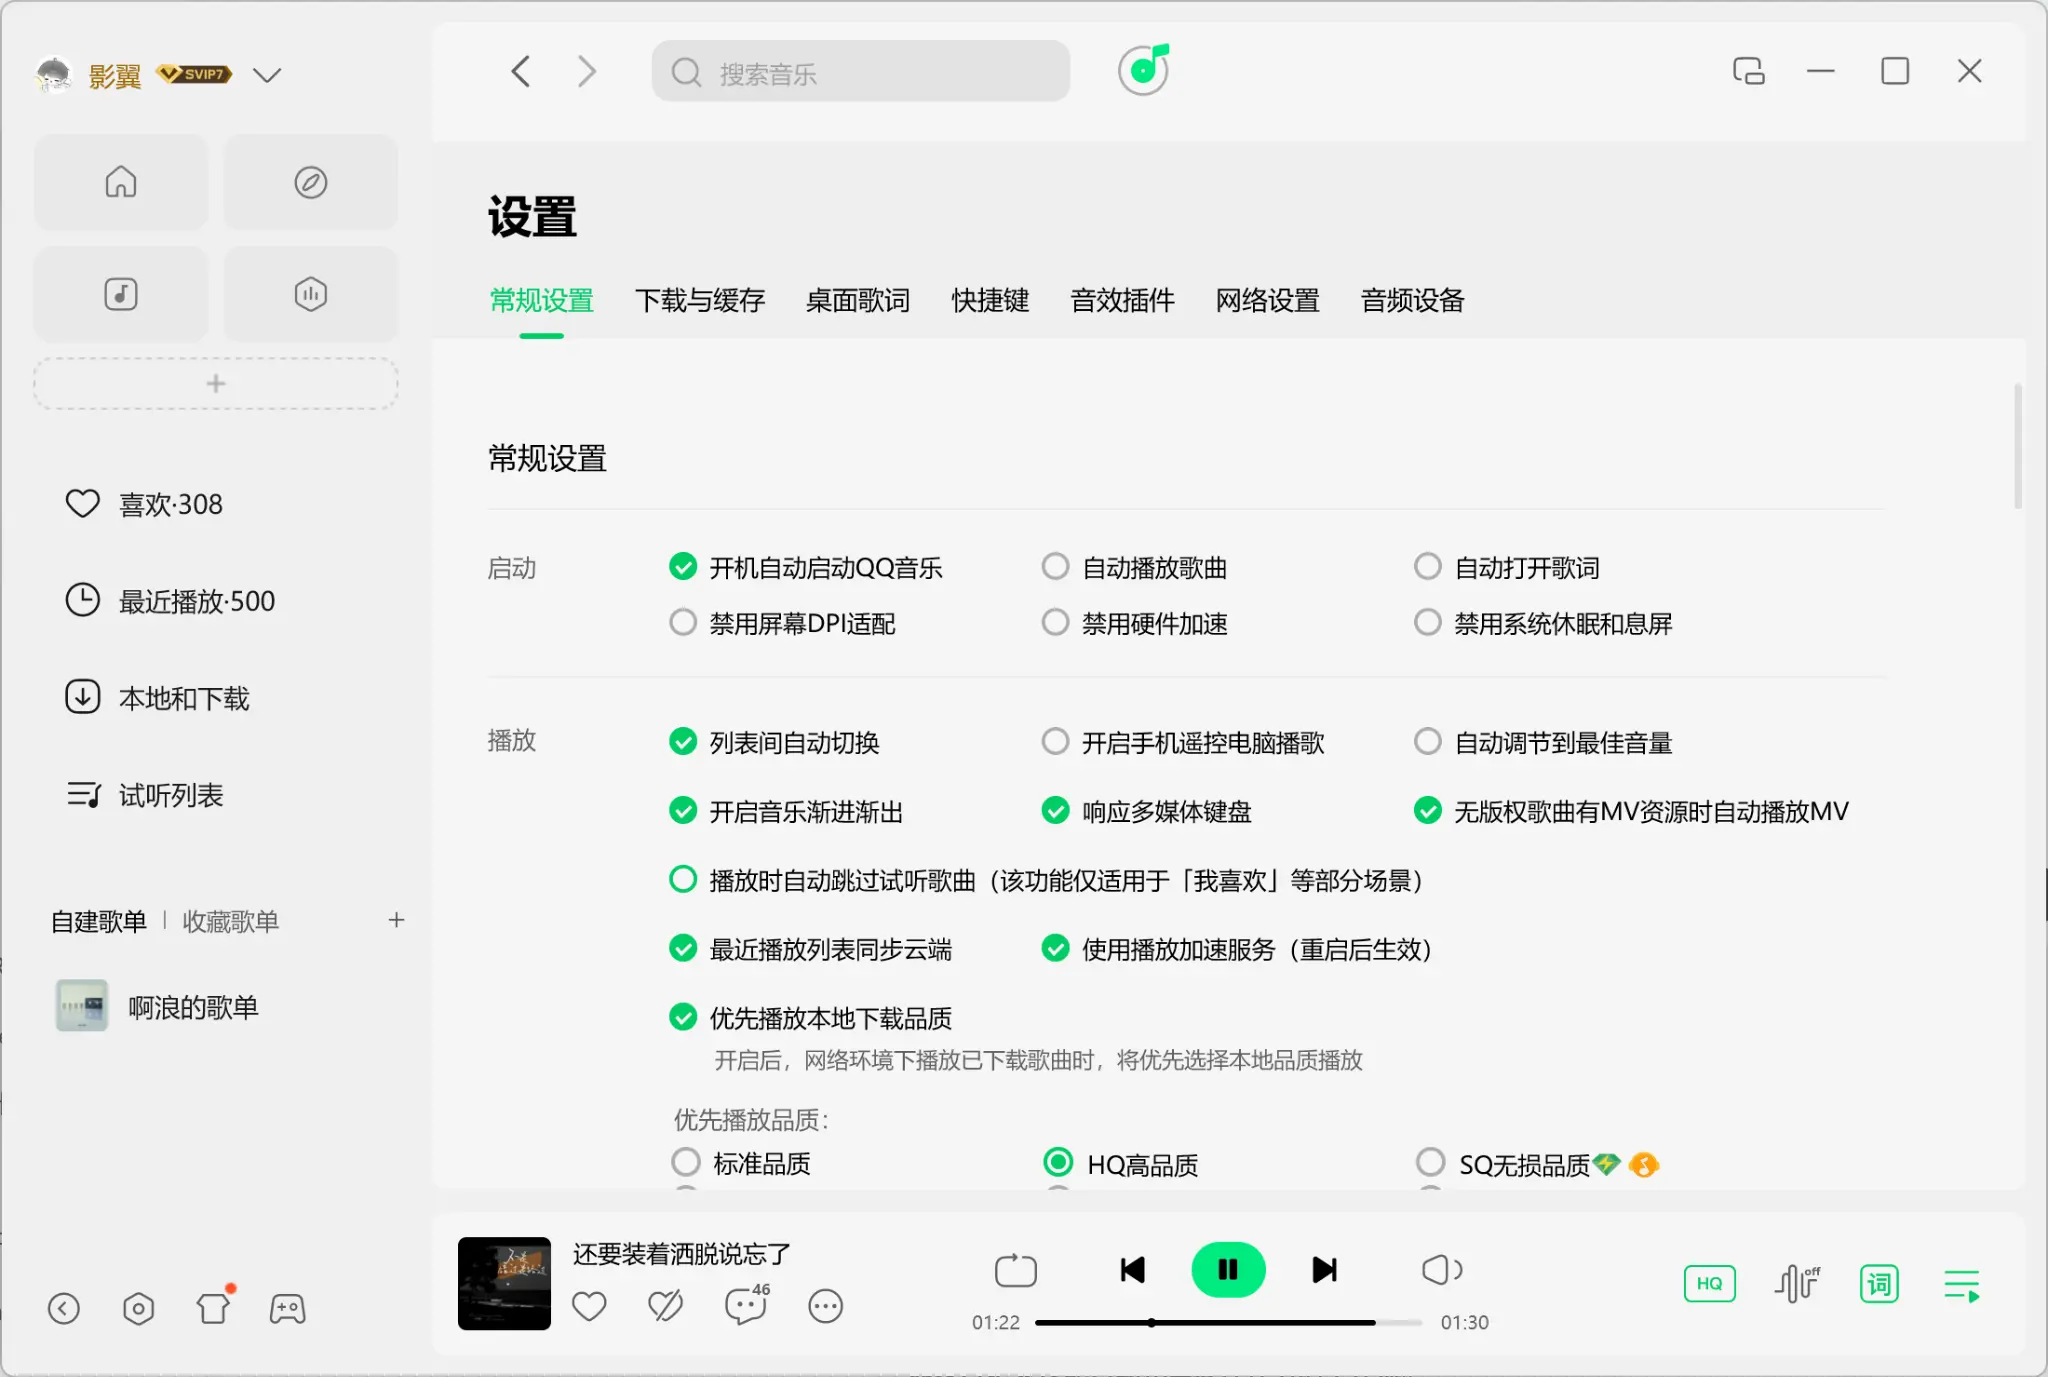 影翼 SVIP7
搜索音乐
设置
常规设置 下载与缓存 桌面歌词 快捷键 音效插件 网络设置 音频设备
喜欢·308
最近播放·500
本地和下载
试听列表
自建歌单 收藏歌单
啊浪的歌单
常规设置
启动
开机自动启动QQ音乐 自动播放歌曲 自动打开歌词
禁用屏幕DPI适配 禁用硬件加速 禁用系统休眠和息屏
播放
列表间自动切换 开启手机遥控电脑播歌 自动调节到最佳音量
开启音乐渐进渐出 响应多媒体键盘 无版权歌曲有MV资源时自动播放MV
播放时自动跳过试听歌曲（该功能仅适用于「我喜欢」等部分场景）
最近播放列表同步云端 使用播放加速服务（重启后生效）
优先播放本地下载品质
开启后，网络环境下播放已下载歌曲时，将优先选择本地品质播放
优先播放品质：
标准品质 HQ高品质 SQ无损品质
还要装着洒脱说忘了
46
01:22 01:30
HQ off 词